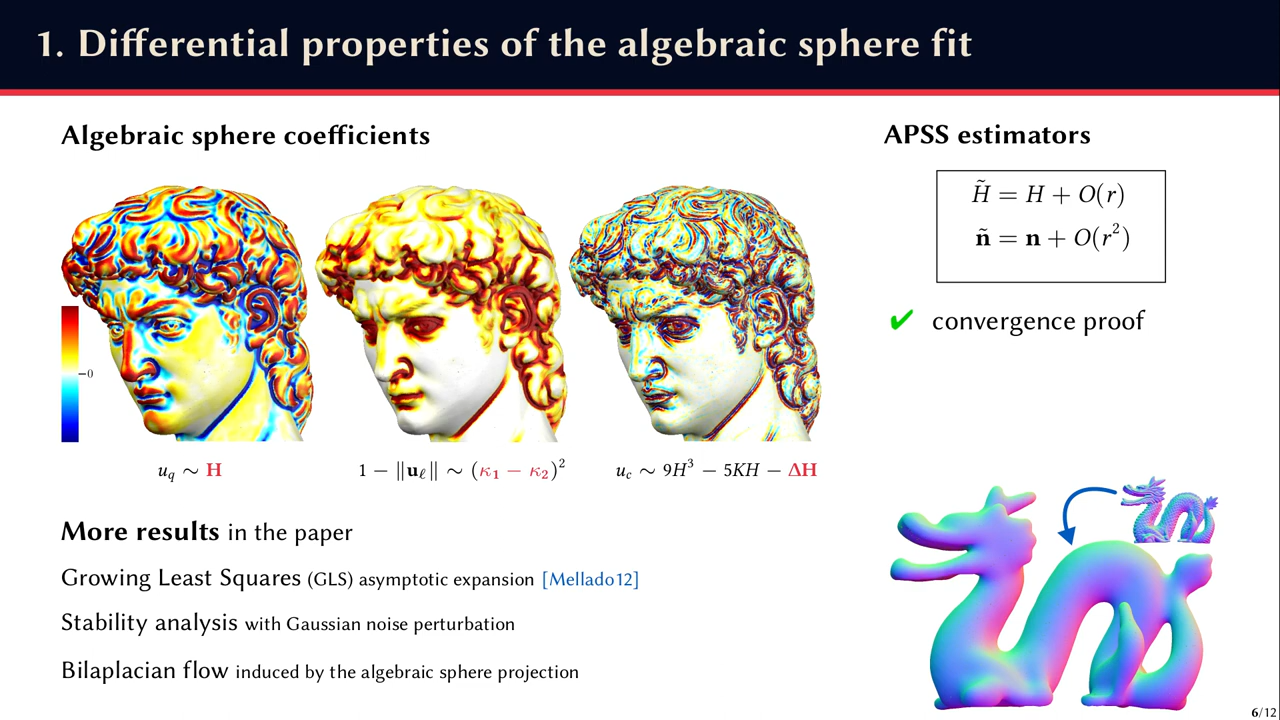 1. Differential properties of the algebraic sphere fit
Algebraic sphere coefficients
0
u_q ∼ H
1 − ‖u_ℓ‖ ∼ (κ₁ − κ₂)²
u_c ∼ 9H³ − 5KH − ΔH
More results in the paper
Growing Least Squares (GLS) asymptotic expansion [Mellado12]
Stability analysis with Gaussian noise perturbation
Bilaplacian flow induced by the algebraic sphere projection
APSS estimators
H̃ = H + O(r)
ñ = n + O(r²)
✔ convergence proof
6/12